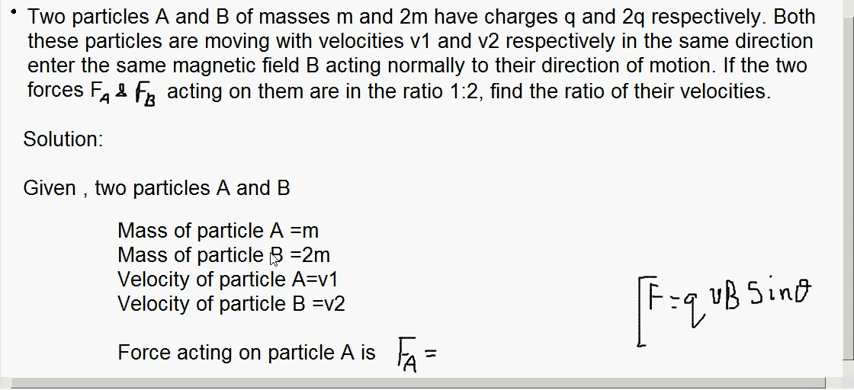 • Two particles A and B of masses m and 2m have charges q and 2q respectively. Both
these particles are moving with velocities v1 and v2 respectively in the same direction
enter the same magnetic field B acting normally to their direction of motion. If the two
forces FA & FB acting on them are in the ratio 1:2, find the ratio of their velocities.
Solution:
Given , two particles A and B
Mass of particle A =m
Mass of particle B =2m
Velocity of particle A=v1
Velocity of particle B =v2
[F=q vB Sinθ
Force acting on particle A is FA =